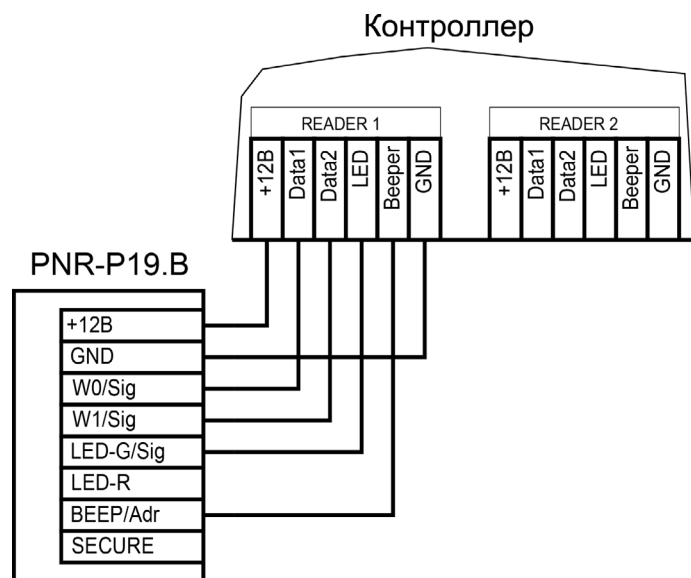 Контроллер
READER 1
READER 2
+12В
Data1
Data2
LED
Beeper
GND
+12В
Data1
Data2
LED
Beeper
GND
PNR-P19.B
+12В
GND
W0/Sig
W1/Sig
LED-G/Sig
LED-R
BEEP/Adr
SECURE